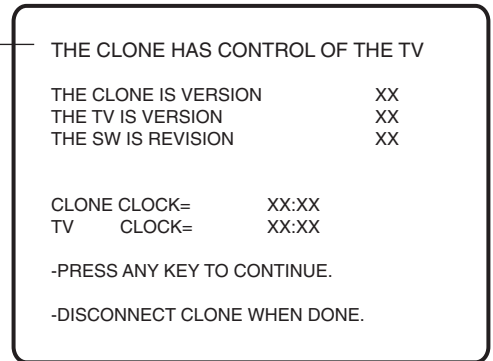 THE CLONE HAS CONTROL OF THE TV
THE CLONE IS VERSION XX
THE TV IS VERSION XX
THE SW IS REVISION XX
CLONE CLOCK= XX:XX
TV CLOCK= XX:XX
-PRESS ANY KEY TO CONTINUE.
-DISCONNECT CLONE WHEN DONE.